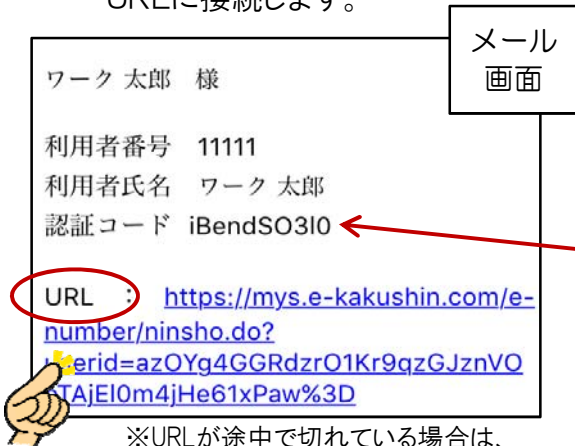 URLに接続します。
メール
画面
ワーク 太郎 様
利用者番号 11111
利用者氏名 ワーク 太郎
認証コード iBendSO3l0
URL : https://mys.e-kakushin.com/e-
number/ninsho.do?
erid=azOYg4GGRdzrO1Kr9qzGJznVO
TAjEl0m4jHe61xPaw%3D
※URLが途中で切れている場合は、